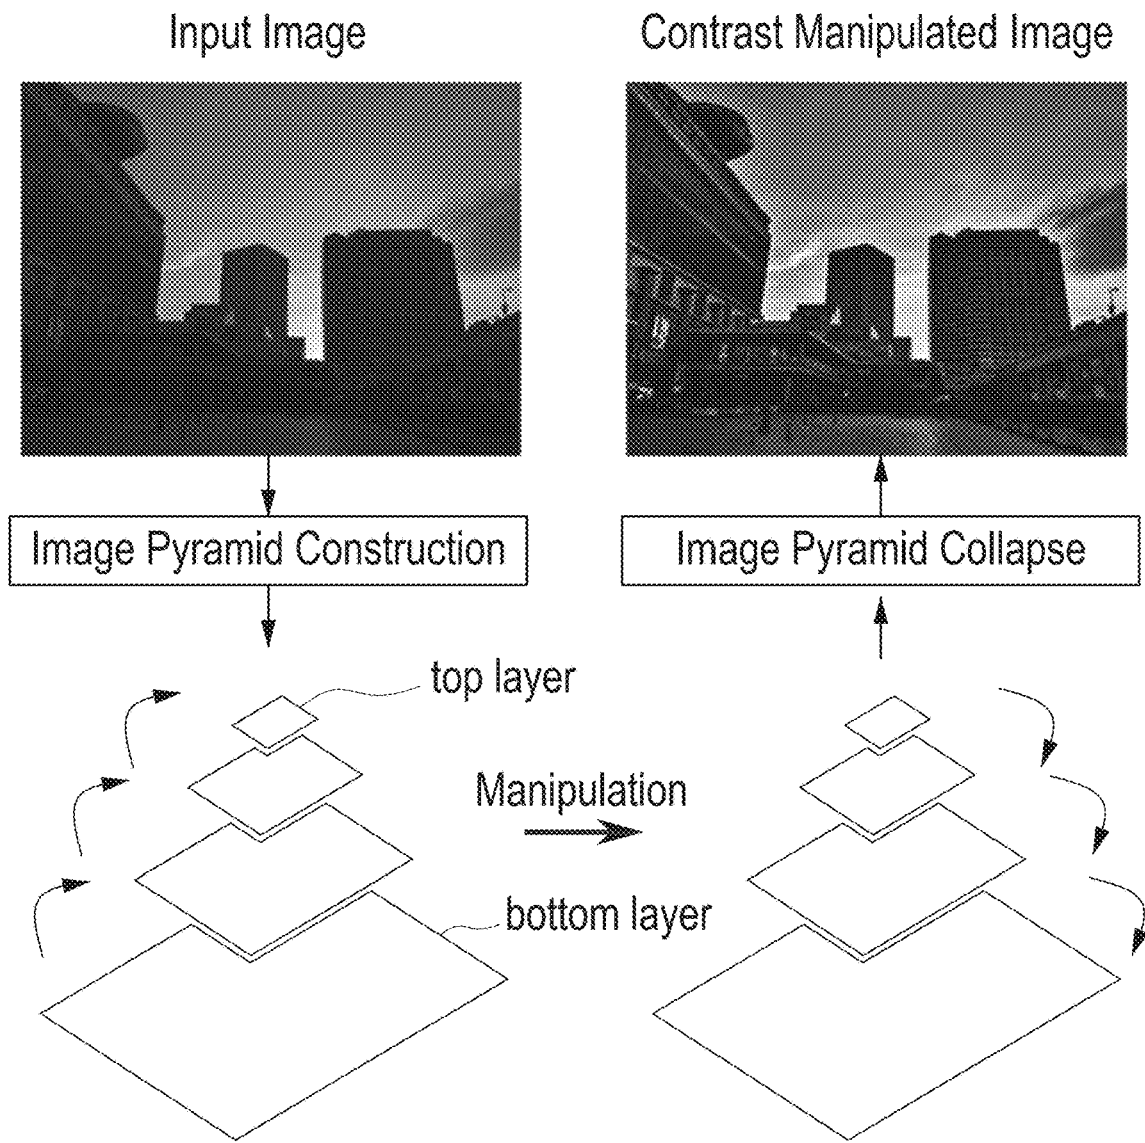 Input Image
Contrast Manipulated Image
Image Pyramid Construction
Image Pyramid Collapse
top layer
Manipulation
bottom layer